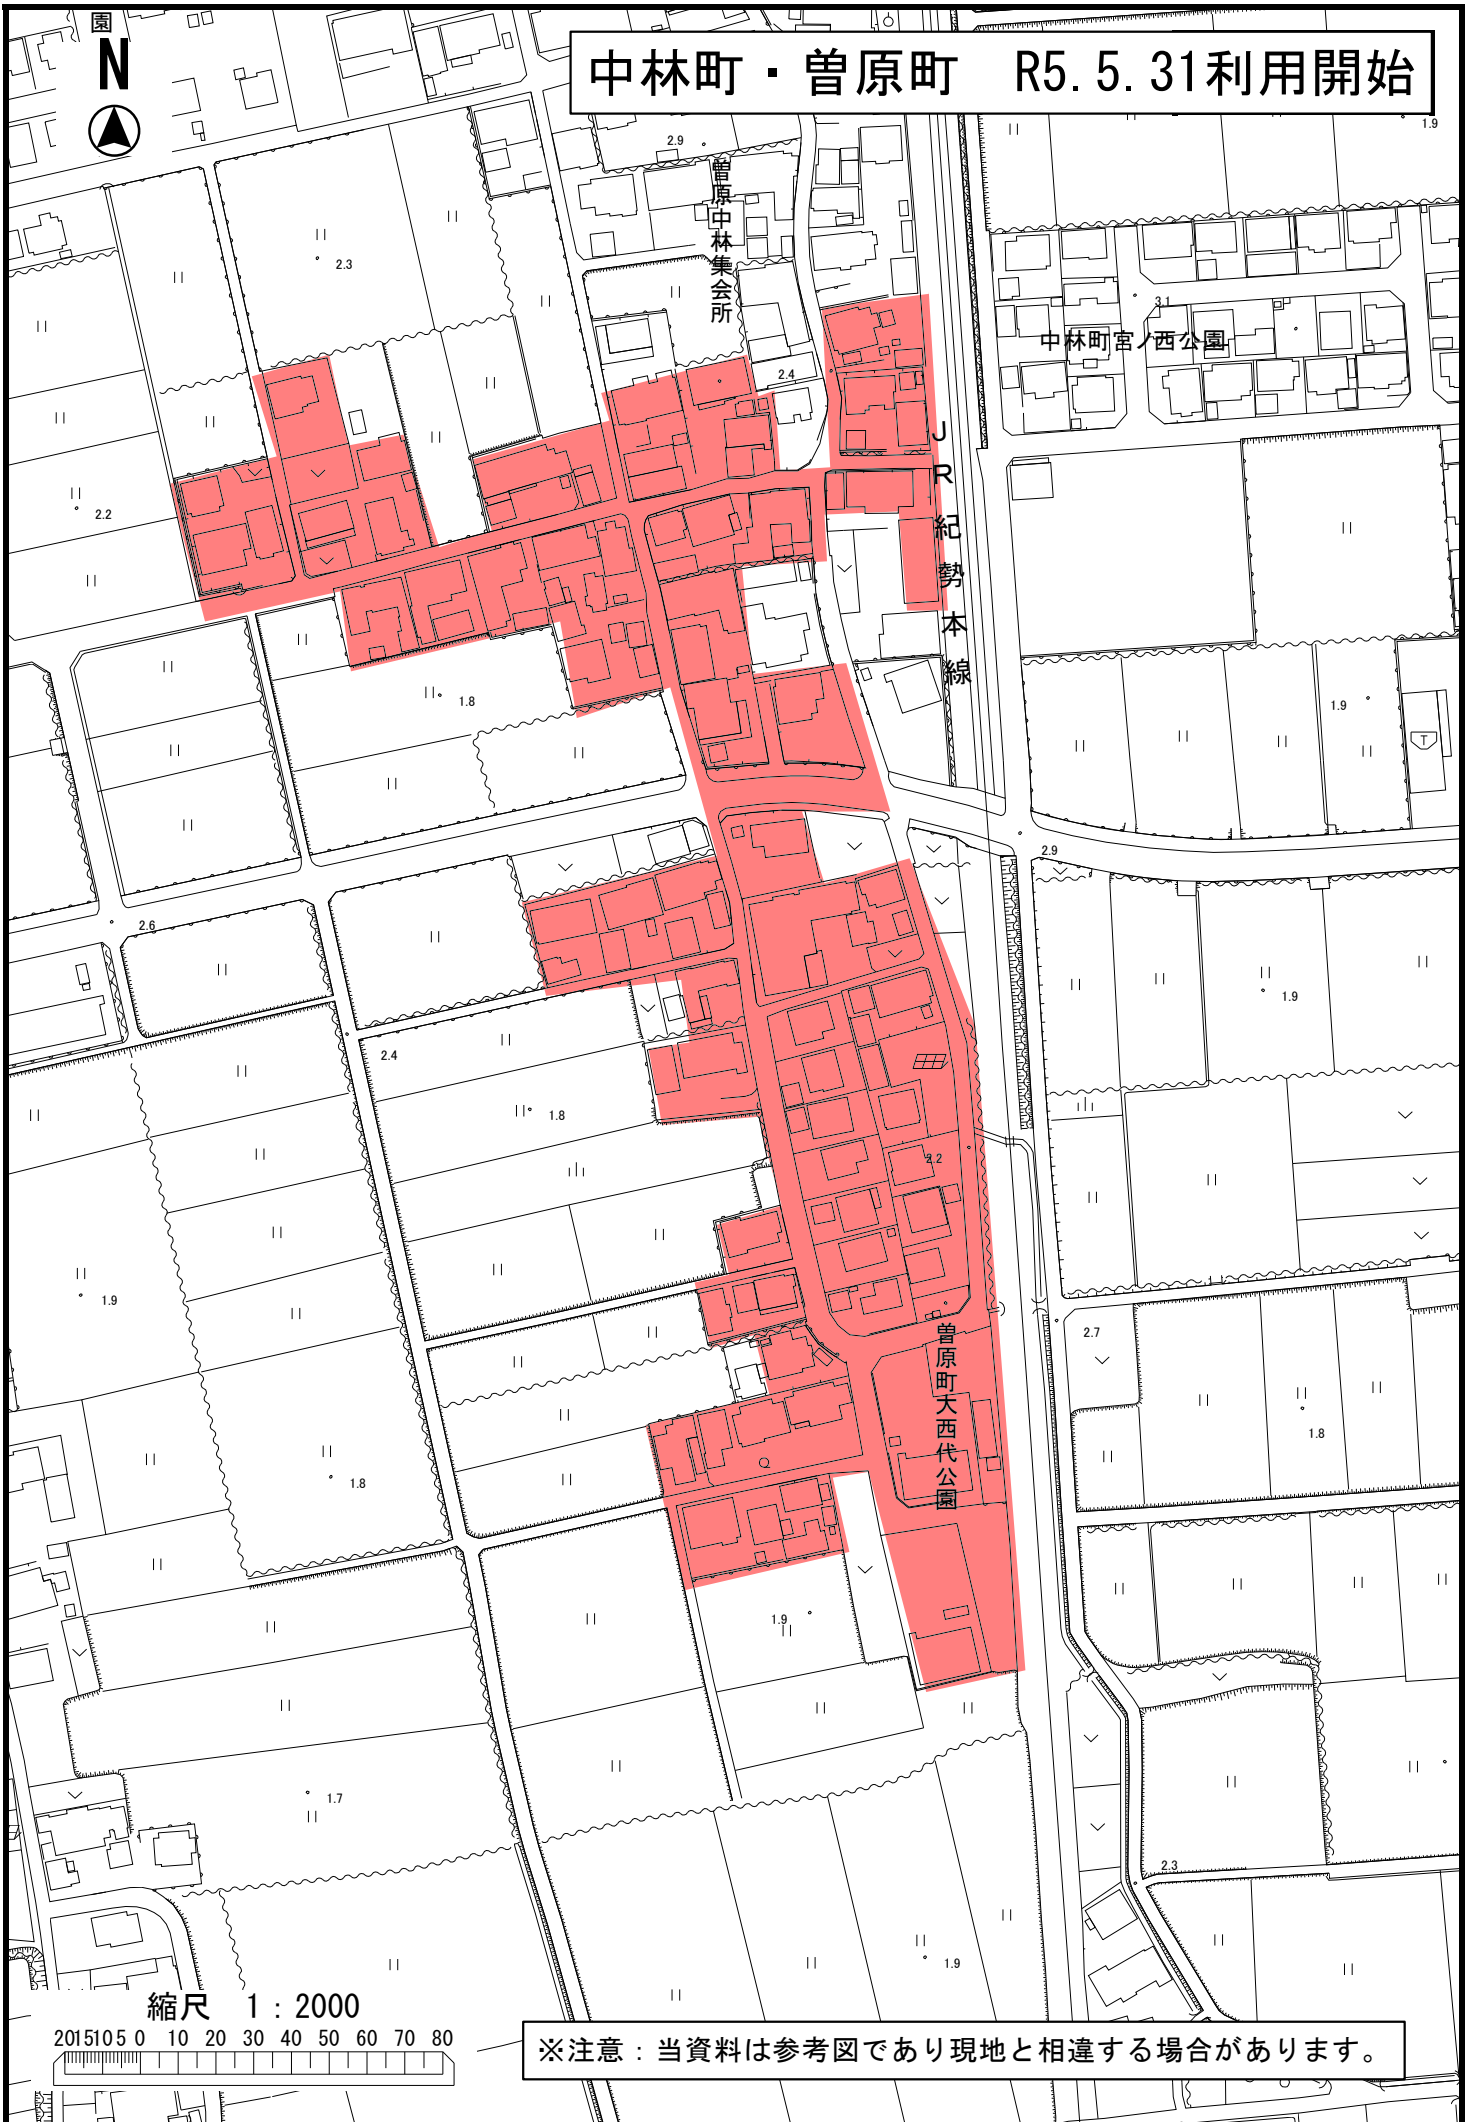 園
N
中林町・曽原町　R5.5.31利用開始
1.9
2.9
曽原中林集会所
2.3
3.1
中林町宮ノ西公園
2.4
JR紀勢本線
2.2
1.8
1.9
T
2.9
2.6
1.9
2.4
1.8
2.2
1.9
2.7
曽原町大西代公園
1.8
1.8
1.9
1.7
2.3
1.9
縮尺　1：2000
20 15 10 5 0 10 20 30 40 50 60 70 80
※注意：当資料は参考図であり現地と相違する場合があります。